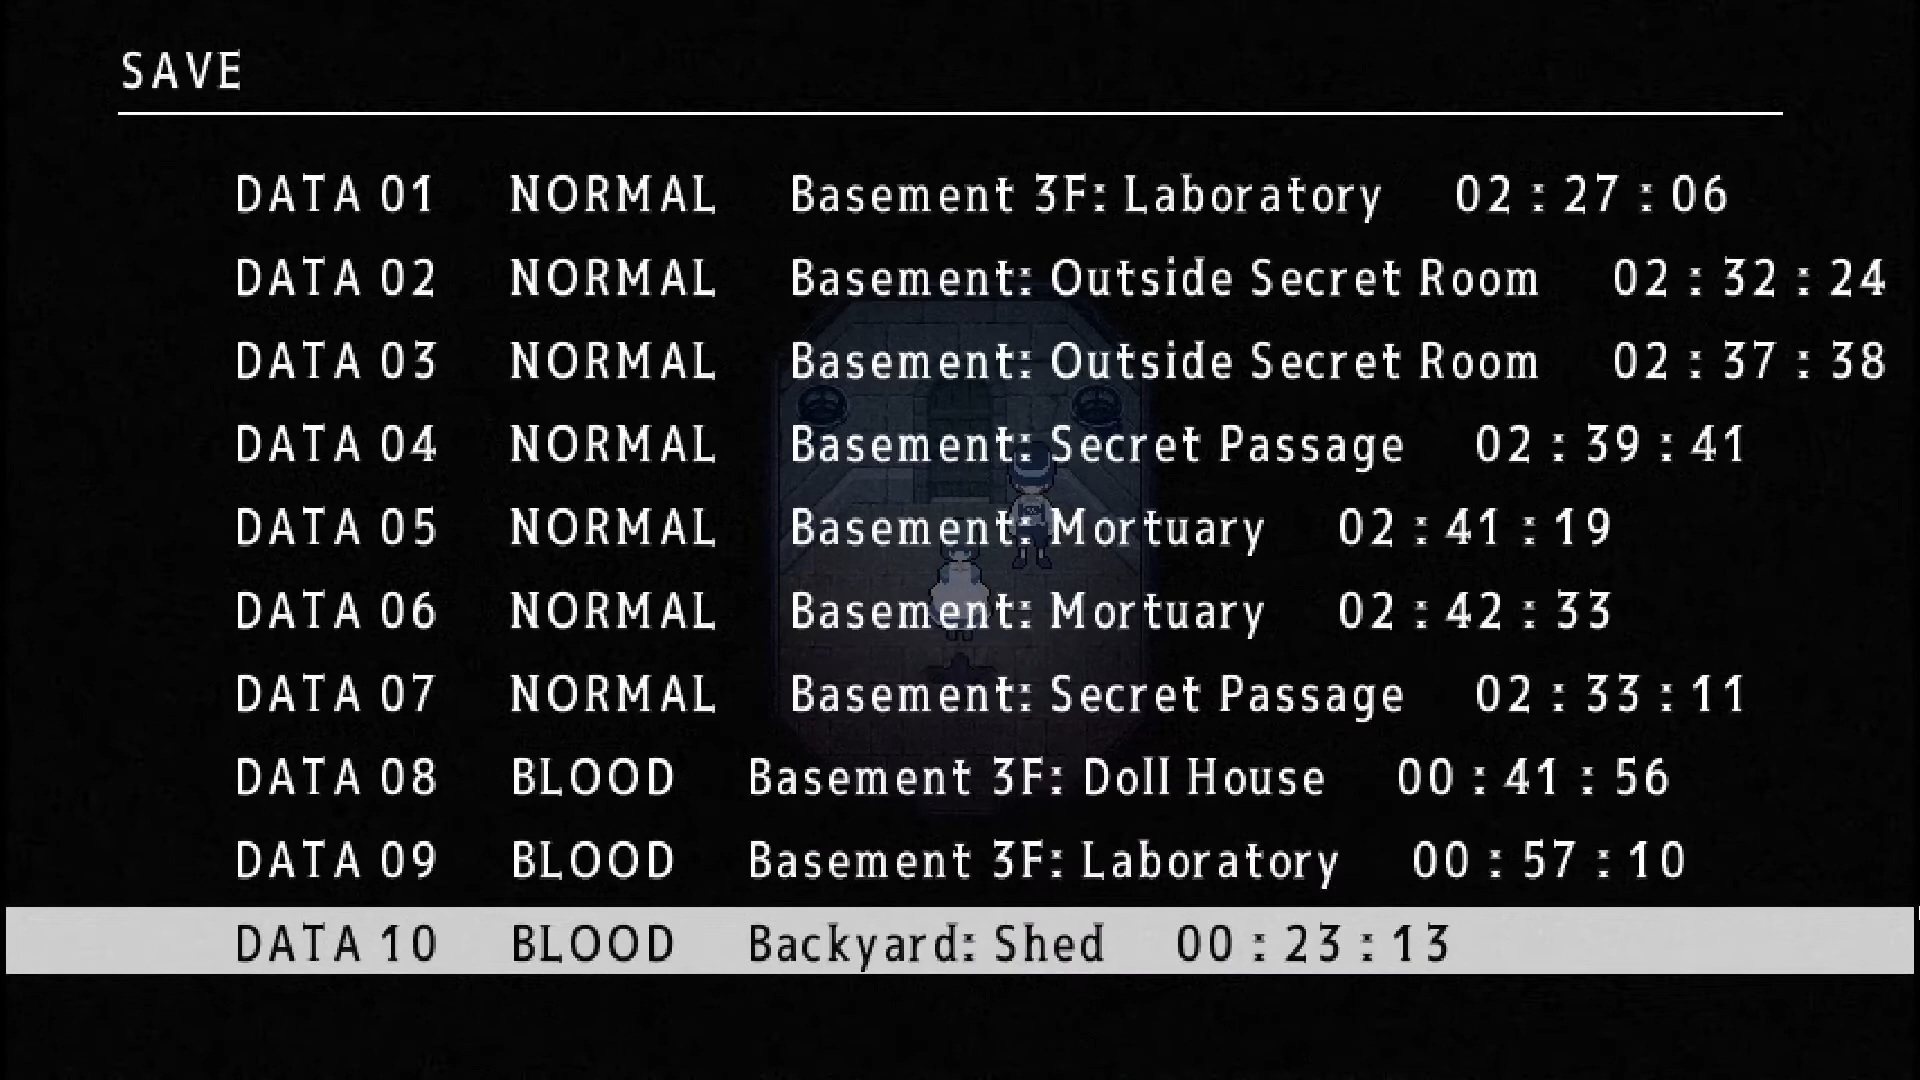 SAVE
DATA 01 NORMAL Basement 3F: Laboratory 02 : 27 : 06
DATA 02 NORMAL Basement: Outside Secret Room 02 : 32 : 24
DATA 03 NORMAL Basement: Outside Secret Room 02 : 37 : 38
DATA 04 NORMAL Basement: Secret Passage 02 : 39 : 41
DATA 05 NORMAL Basement: Mortuary 02 : 41 : 19
DATA 06 NORMAL Basement: Mortuary 02 : 42 : 33
DATA 07 NORMAL Basement: Secret Passage 02 : 33 : 11
DATA 08 BLOOD Basement 3F: Doll House 00 : 41 : 56
DATA 09 BLOOD Basement 3F: Laboratory 00 : 57 : 10
DATA 10 BLOOD Backyard: Shed 00 : 23 : 13